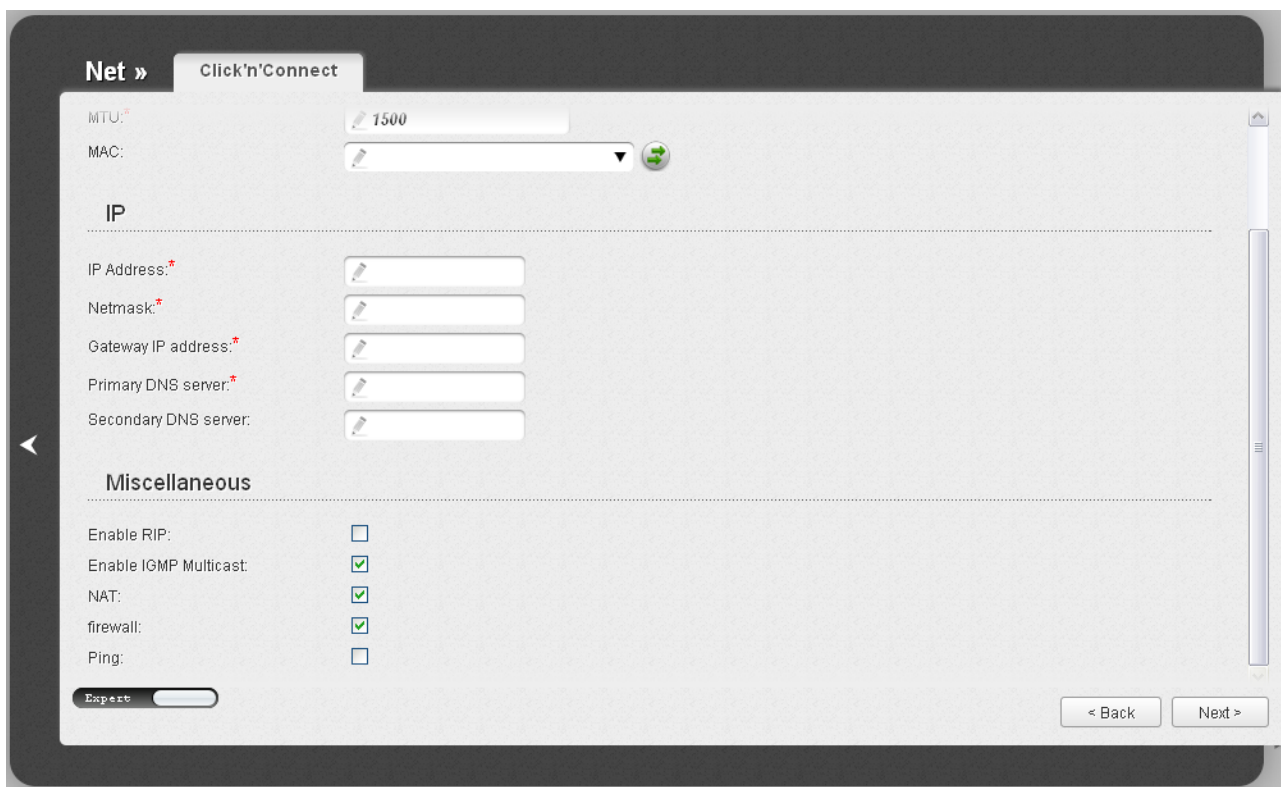 Net »
Click'n'Connect
MTU:*
1500
MAC:
IP
IP Address:*
Netmask:*
Gateway IP address:*
Primary DNS server:*
Secondary DNS server:
Miscellaneous
Enable RIP:
Enable IGMP Multicast:
NAT:
firewall:
Ping:
Expert
< Back
Next >